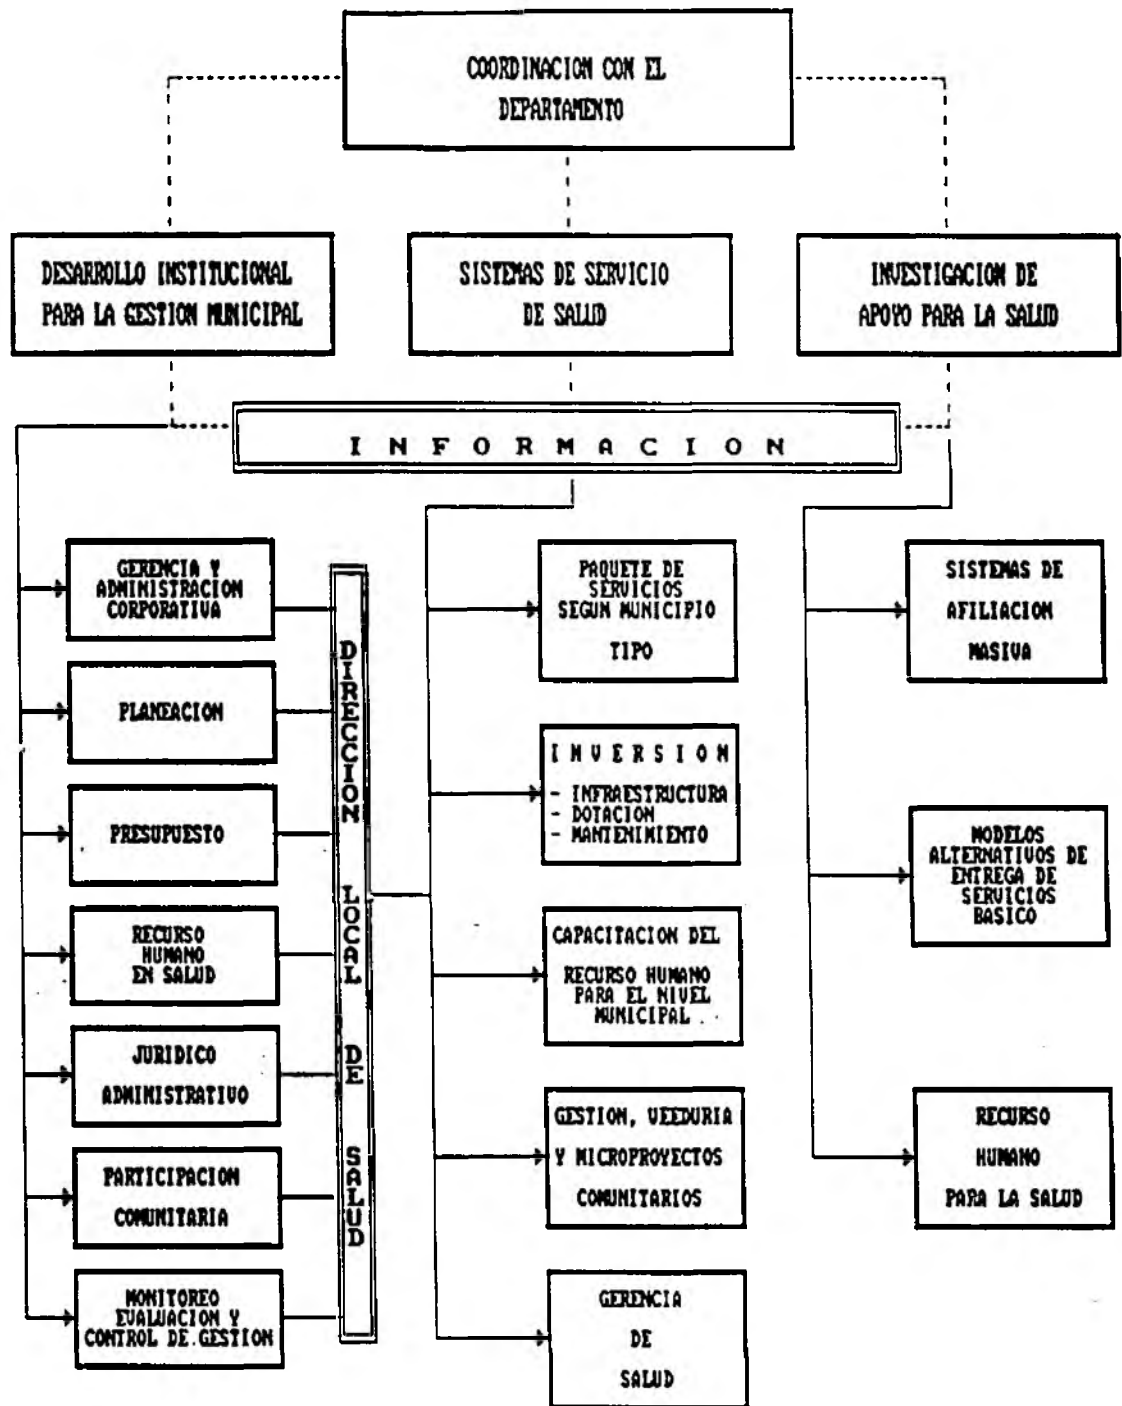 COORDINACION CON EL
DEPARTAMENTO
DESARROLLO INSTITUCIONAL
PARA LA GESTION MUNICIPAL
SISTEMAS DE SERVICIO
DE SALUD
INVESTIGACION DE
APOYO PARA LA SALUD
I N F O R M A C I O N
GERENCIA Y
ADMINISTRACION
CORPORATIVA
PLANEACION
PRESUPUESTO
RECURSO
HUMANO
EN SALUD
JURIDICO
ADMINISTRATIVO
PARTICIPACION
COMUNITARIA
MONITOREO
EVALUACION Y
CONTROL DE GESTION
DIRECCION LOCAL DE SALUD
PAQUETE DE
SERVICIOS
SEGUN MUNICIPIO
TIPO
I N V E R S I O N
- INFRAESTRUCTURA
- DOTACION
- MANTENIMIENTO
CAPACITACION DEL
RECURSO HUMANO
PARA EL NIVEL
MUNICIPAL
GESTION, VEEDURIA
Y MICROPROYECTOS
COMUNITARIOS
GERENCIA
DE
SALUD
SISTEMAS DE
AFILIACION
MASIVA
MODELOS
ALTERNATIVOS DE
ENTREGA DE
SERVICIOS
BASICO
RECURSO
HUMANO
PARA LA SALUD